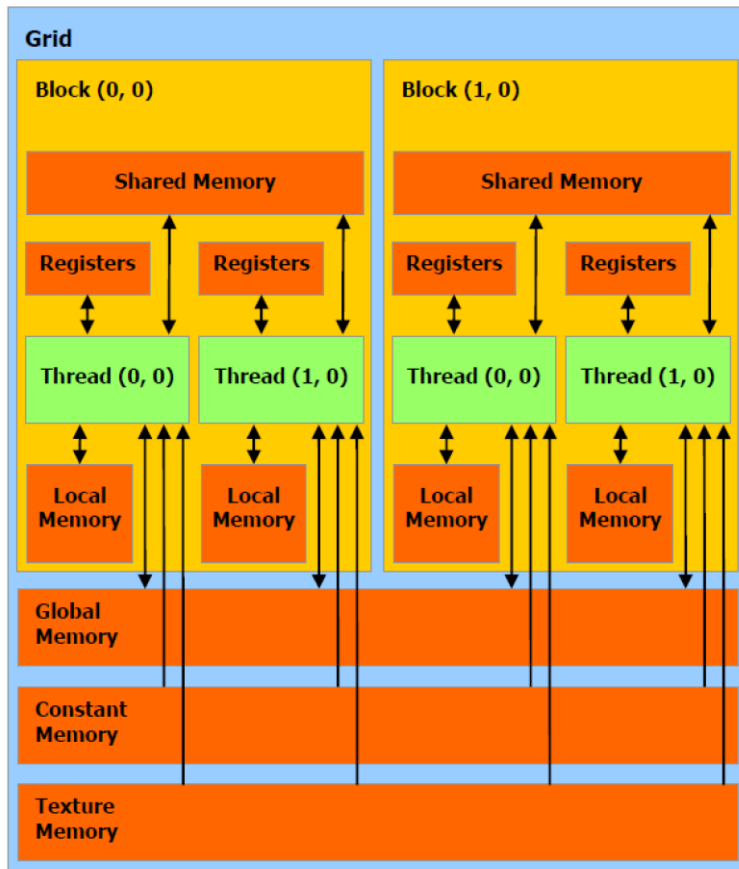 Grid
Block (0, 0)
Block (1, 0)
Shared Memory
Shared Memory
Registers
Registers
Registers
Registers
Thread (0, 0)
Thread (1, 0)
Thread (0, 0)
Thread (1, 0)
Local
Memory
Local
Memory
Local
Memory
Local
Memory
Global
Memory
Constant
Memory
Texture
Memory